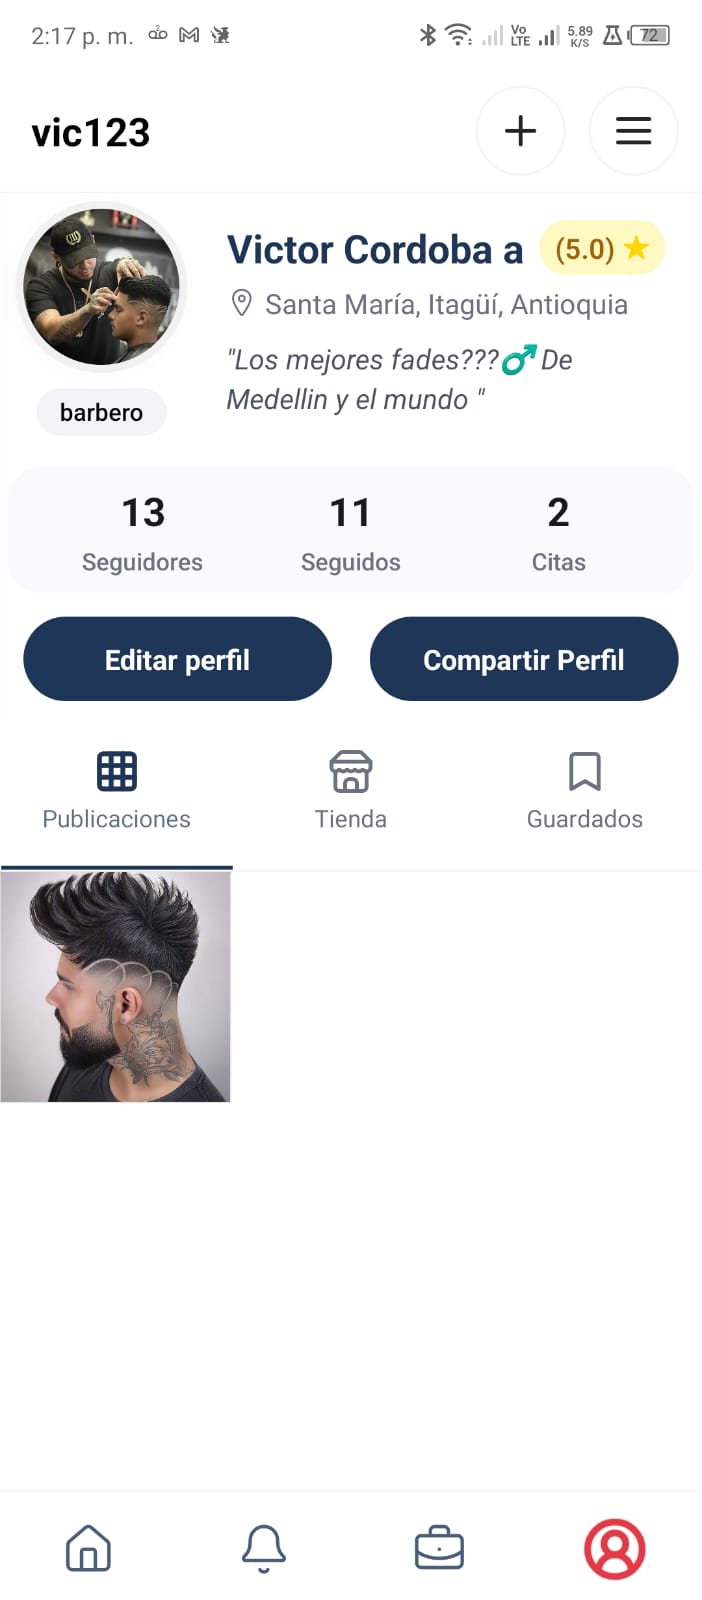 2:17 p. m. Vo LTE 5.89 K/S 72
vic123
Victor Cordoba a (5.0)
Santa María, Itagüí, Antioquia
"Los mejores fades???♂De
Medellin y el mundo "
barbero
13 11 2
Seguidores Seguidos Citas
Editar perfil Compartir Perfil
Publicaciones Tienda Guardados